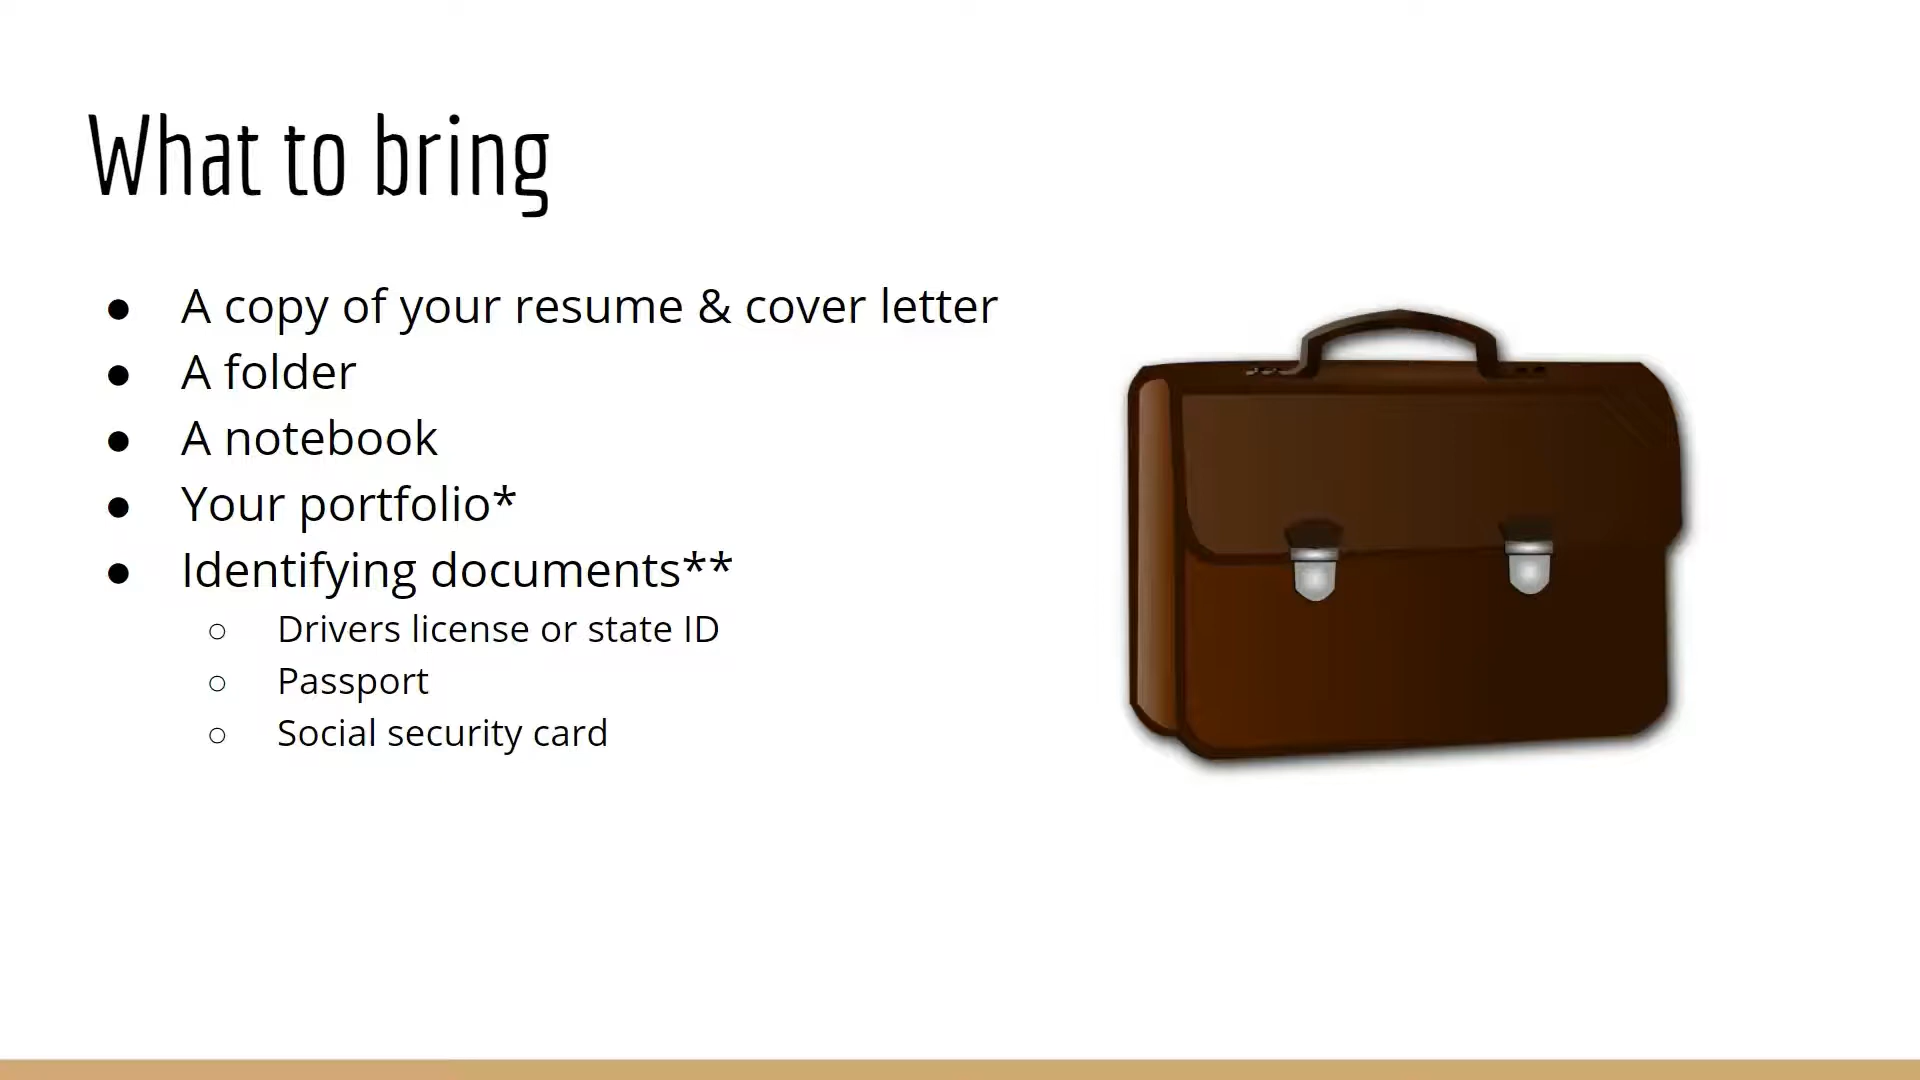 What to bring
● A copy of your resume & cover letter
● A folder
● A notebook
● Your portfolio*
● Identifying documents**
○ Drivers license or state ID
○ Passport
○ Social security card